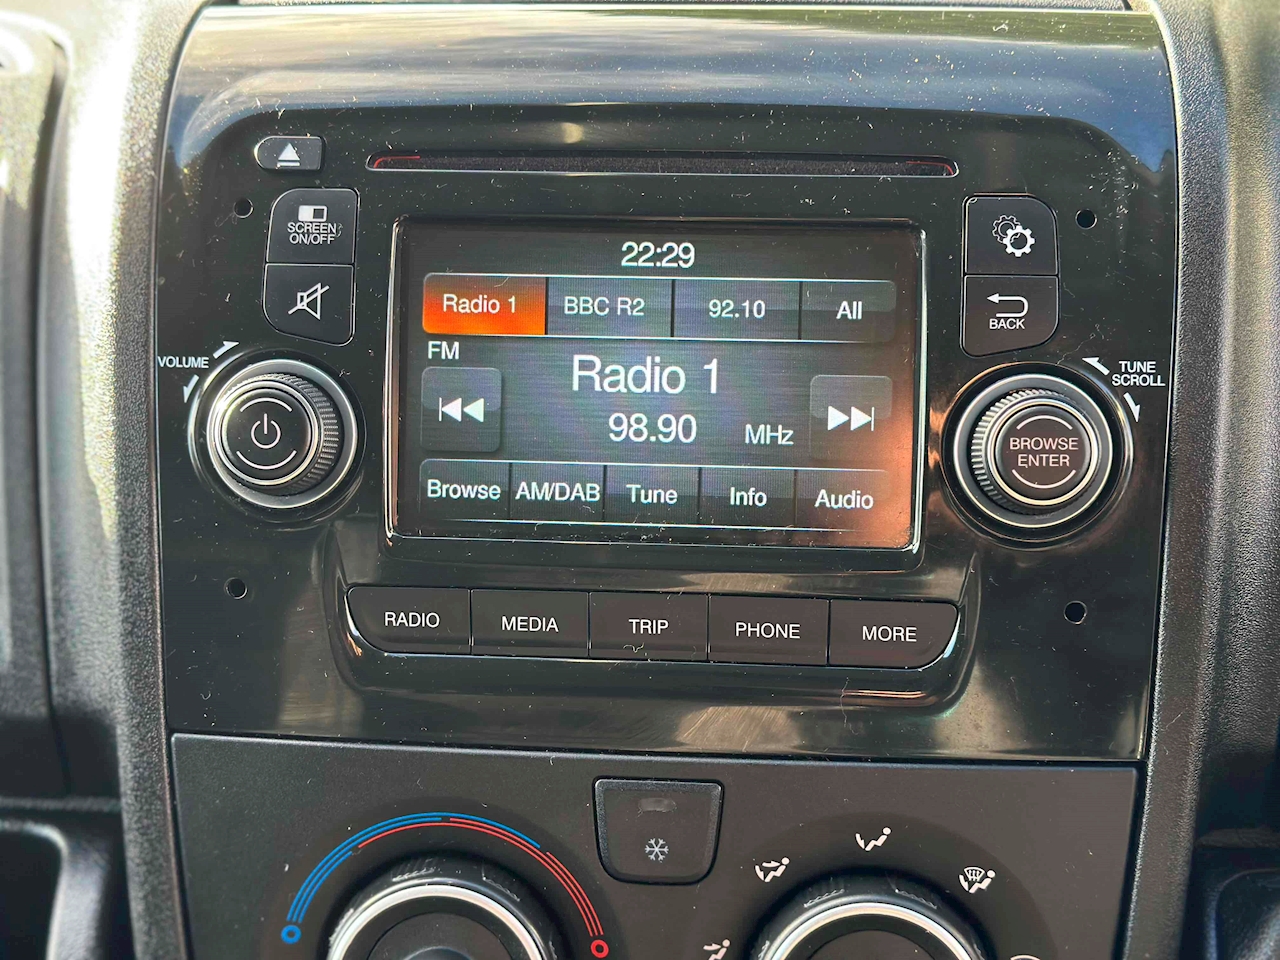 SCREEN
ON/OFF
22:29
Radio 1 BBC R2 92.10 All
FM
Radio 1
98.90 MHz
Browse AM/DAB Tune Info Audio
VOLUME
BACK
TUNE
SCROLL
BROWSE
ENTER
RADIO MEDIA TRIP PHONE MORE